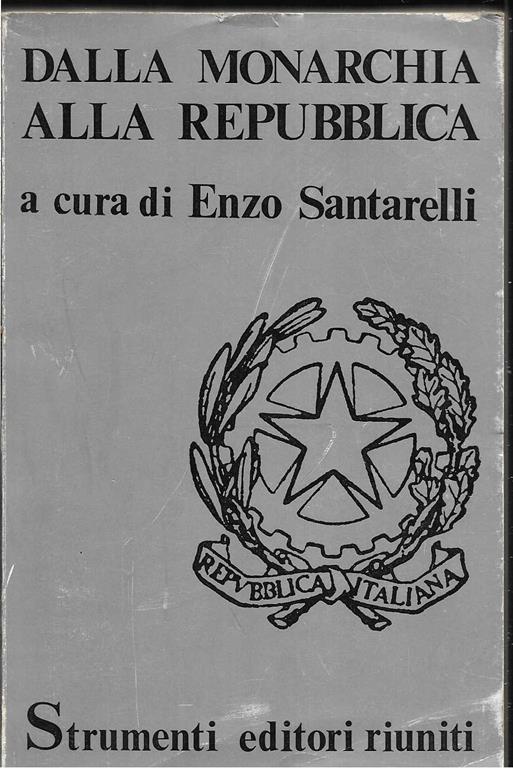 DALLA MONARCHIA
ALLA REPUBBLICA
a cura di Enzo Santarelli
REPVBBLICA ITALIANA
Strumenti editori riuniti